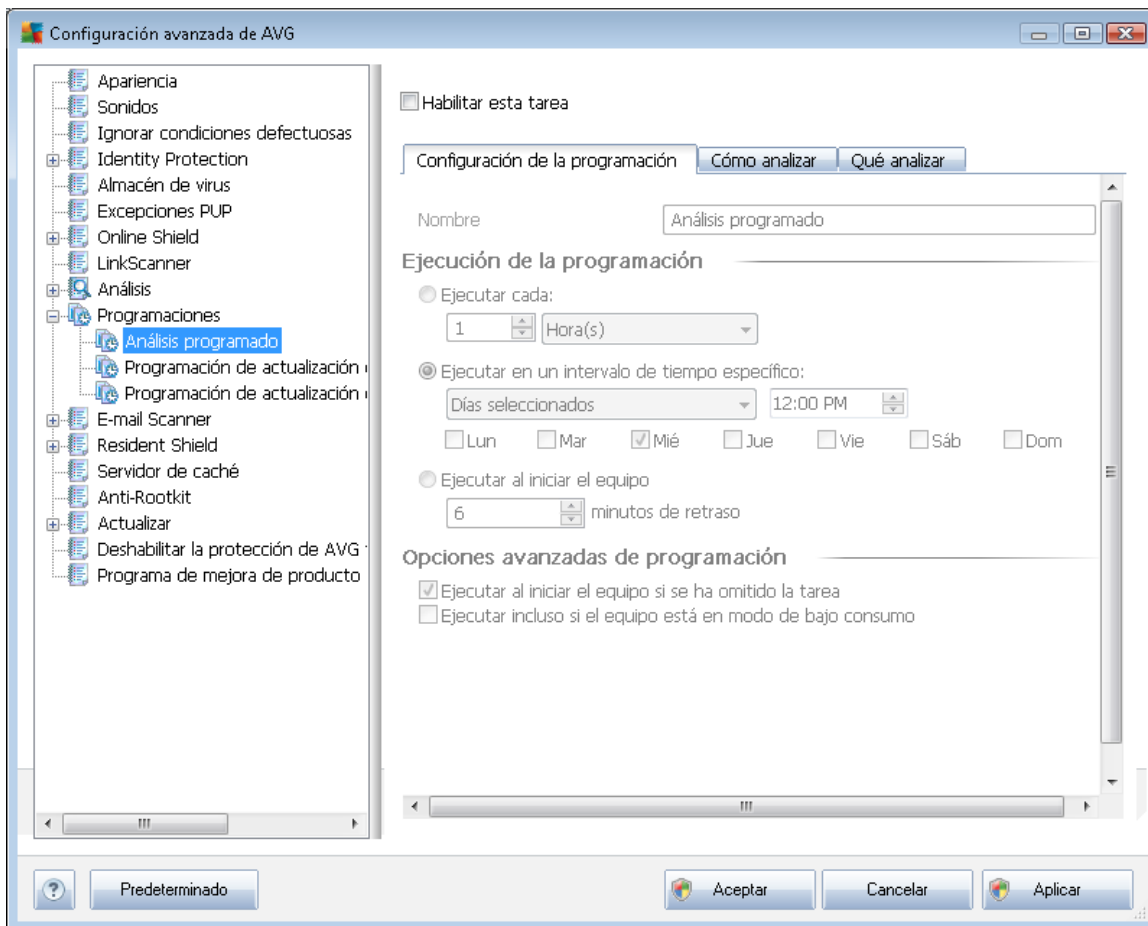 Configuración avanzada de AVG
Apariencia
Sonidos
Ignorar condiciones defectuosas
Identity Protection
Almacén de virus
Excepciones PUP
Online Shield
LinkScanner
Análisis
Programaciones
Análisis programado
Programación de actualización
Programación de actualización
E-mail Scanner
Resident Shield
Servidor de caché
Anti-Rootkit
Actualizar
Deshabilitar la protección de AVG
Programa de mejora de producto
Habilitar esta tarea
Configuración de la programación Cómo analizar Qué analizar
Nombre Análisis programado
Ejecución de la programación
Ejecutar cada:
1 Hora(s)
Ejecutar en un intervalo de tiempo específico:
Días seleccionados 12:00 PM
Lun Mar Mié Jue Vie Sáb Dom
Ejecutar al iniciar el equipo
6 minutos de retraso
Opciones avanzadas de programación
Ejecutar al iniciar el equipo si se ha omitido la tarea
Ejecutar incluso si el equipo está en modo de bajo consumo
? Predeterminado Aceptar Cancelar Aplicar